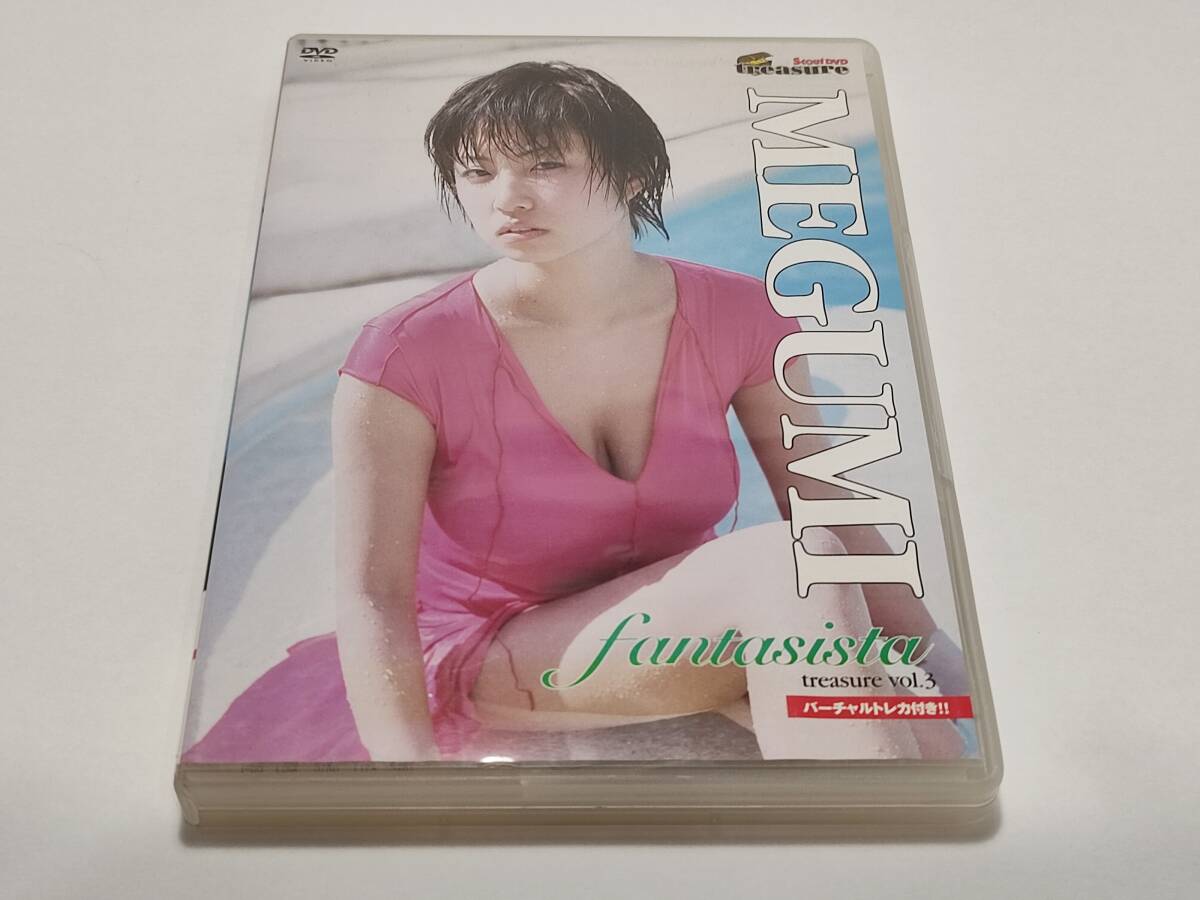 DVD
VIDEO
Scout DVD
treasure
MEGUMI
fantasista
treasure vol.3
バーチャルトレカ付き!!